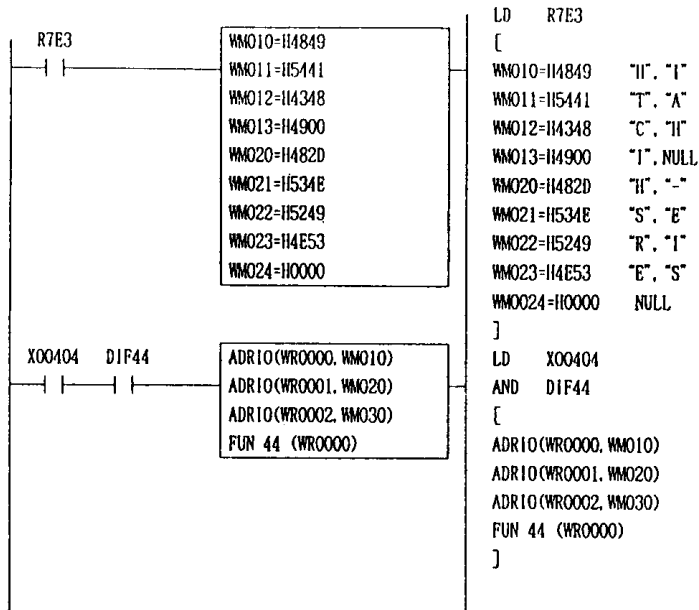 R7E3
WM010=H4849
WM011=H5441
WM012=H4348
WM013=H4900
WM020=H482D
WM021=H534E
WM022=H5249
WM023=H4E53
WM024=H0000
X00404 DIF44
ADRIO(WR0000, WM010)
ADRIO(WR0001, WM020)
ADRIO(WR0002, WM030)
FUN 44 (WR0000)
LD R7E3
[
WM010=H4849 "H", "I"
WM011=H5441 "T", "A"
WM012=H4348 "C", "H"
WM013=H4900 "I", NULL
WM020=H482D "H", "-"
WM021=H534E "S", "E"
WM022=H5249 "R", "I"
WM023=H4E53 "E", "S"
WM0024=H0000 NULL
]
LD X00404
AND DIF44
[
ADRIO(WR0000, WM010)
ADRIO(WR0001, WM020)
ADRIO(WR0002, WM030)
FUN 44 (WR0000)
]